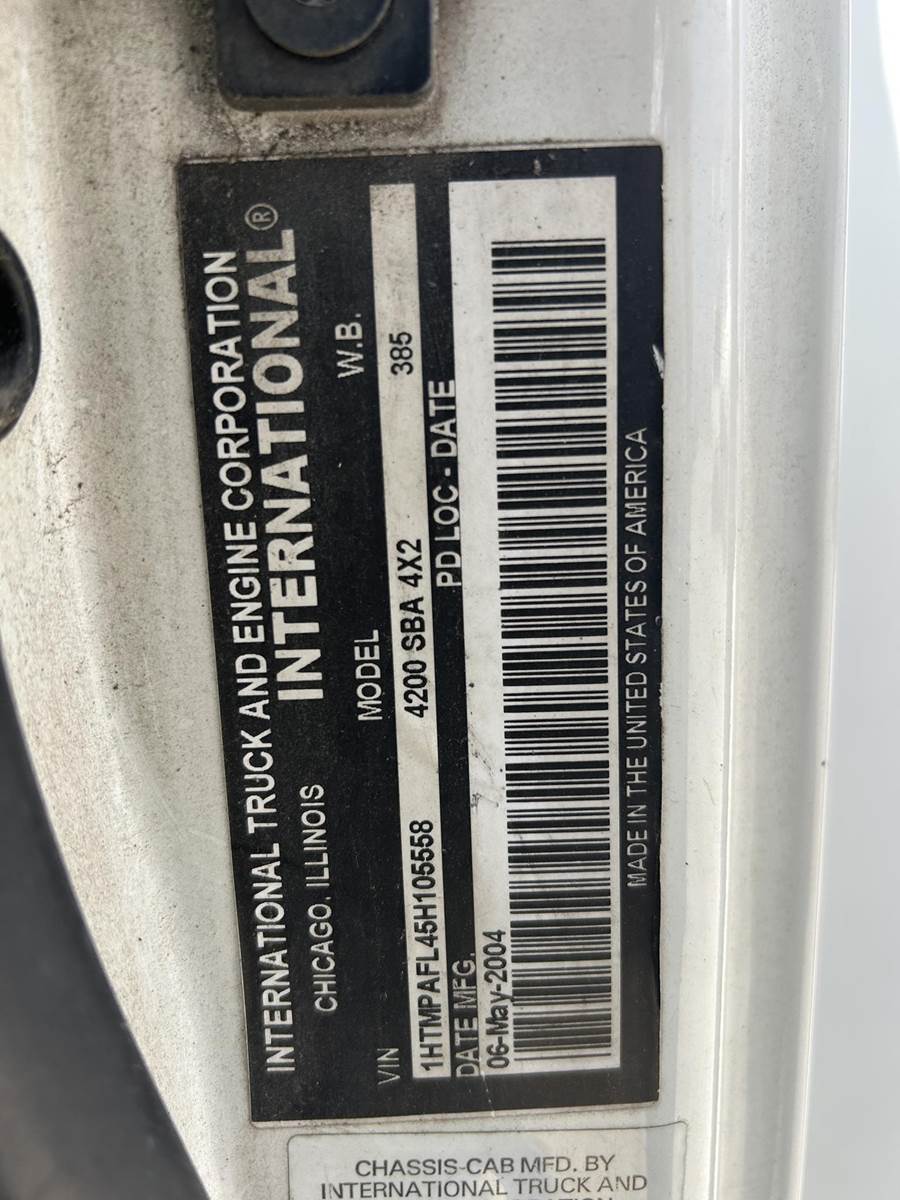 INTERNATIONAL TRUCK AND ENGINE CORPORATION
CHICAGO, ILLINOIS INTERNATIONAL®
VIN MODEL W.B.
1HTMPAFL45H105558 4200 SBA 4X2 385
DATE MFG. PD LOC - DATE
06-May-2004
MADE IN THE UNITED STATES OF AMERICA
CHASSIS-CAB MFD. BY
INTERNATIONAL TRUCK AND